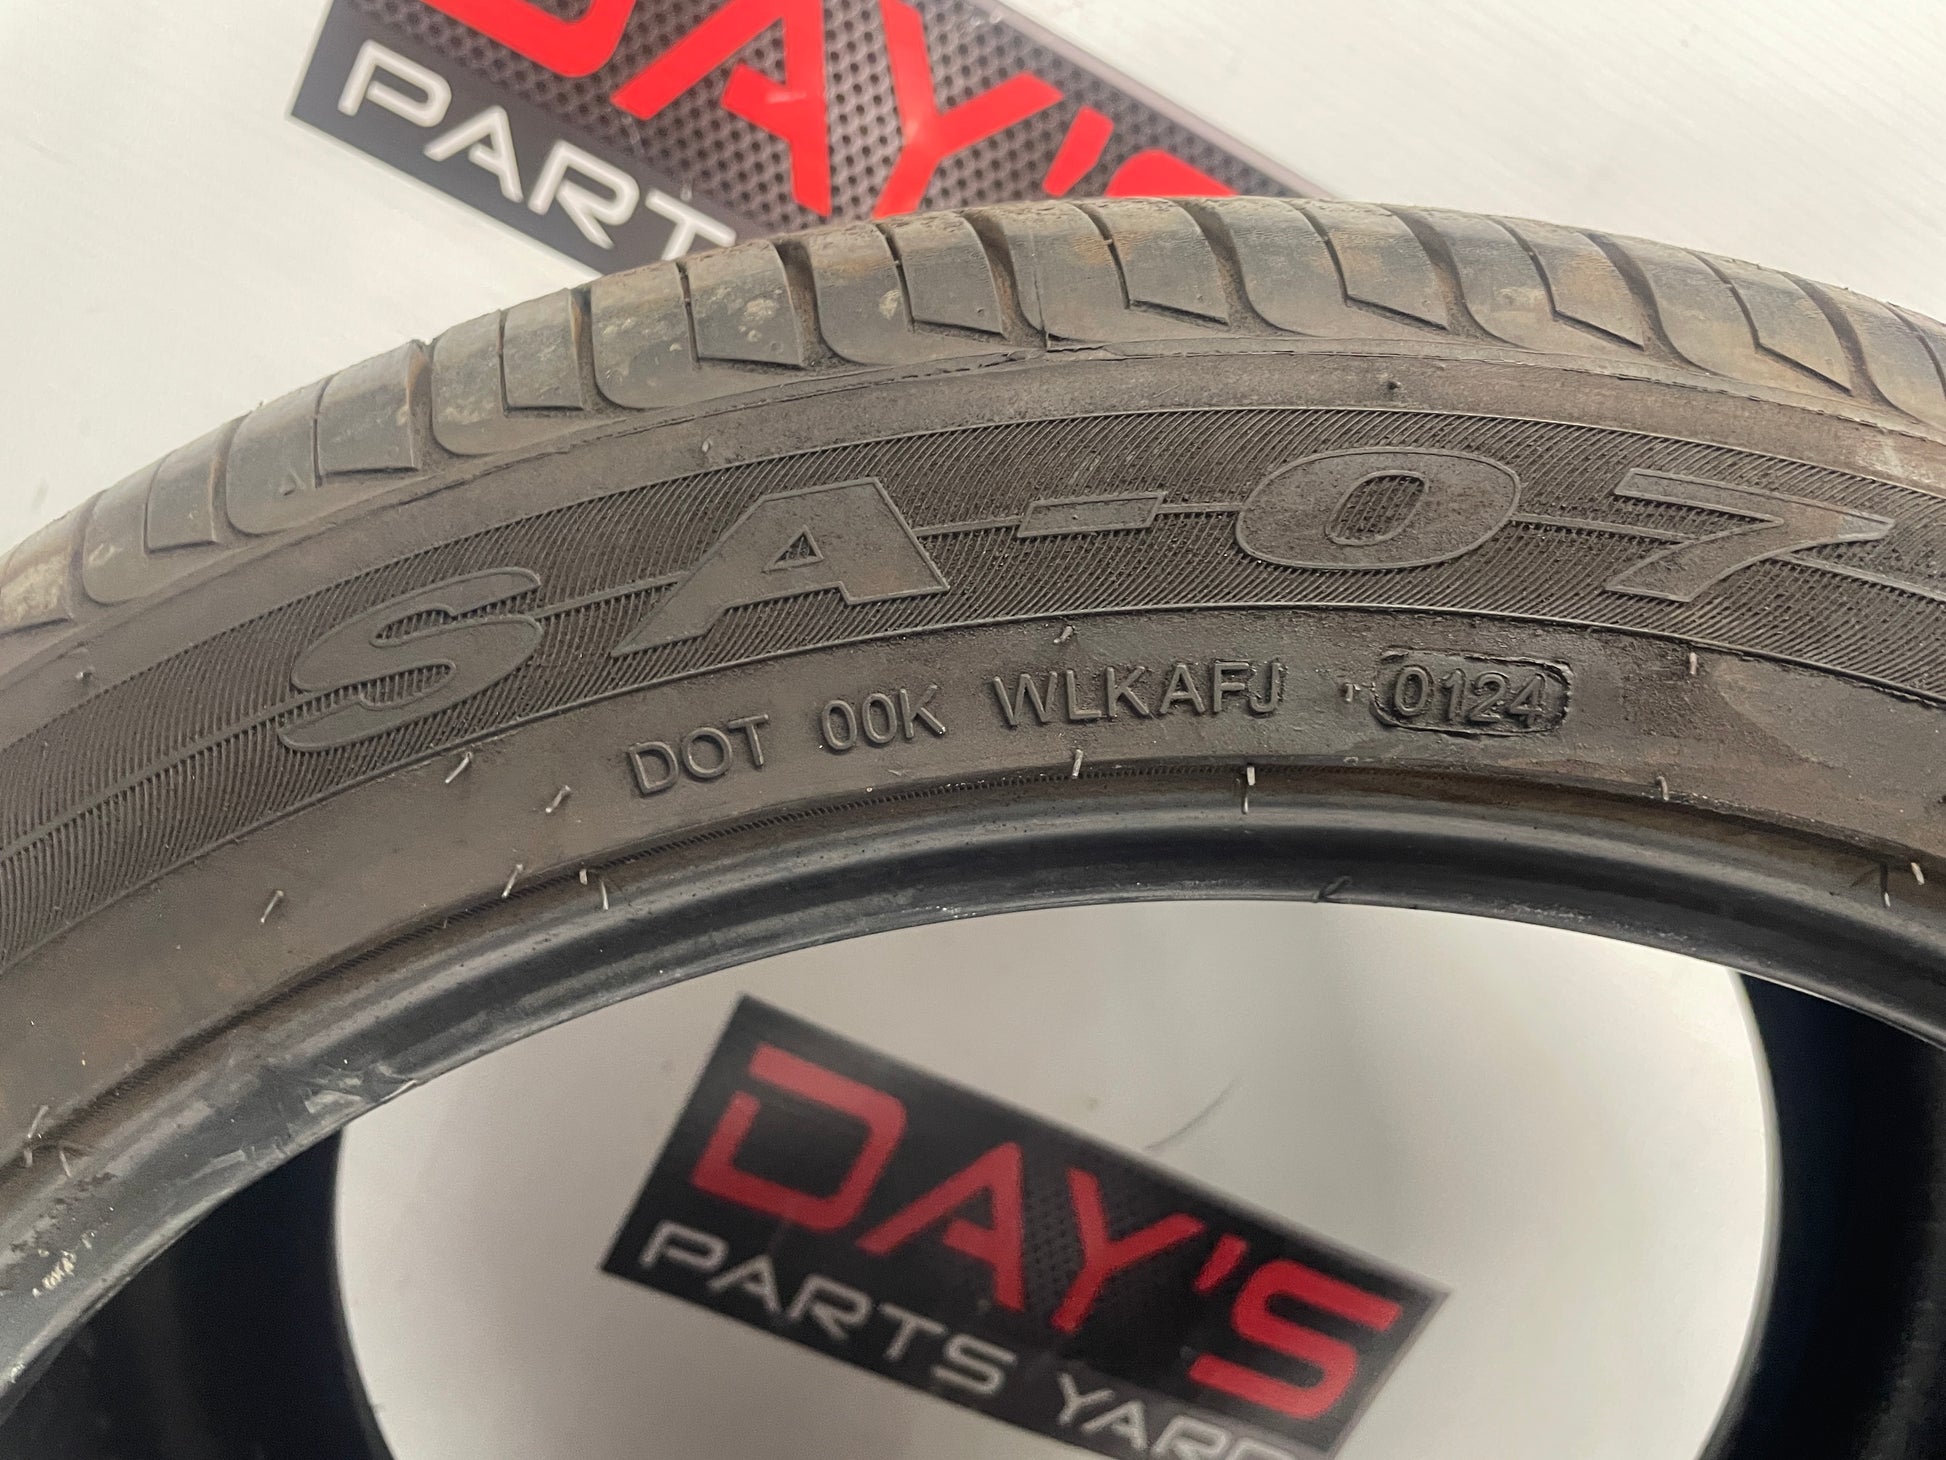 DAY'S
PART
SA-07
DOT 00K WLKAFJ 0124
DAY'S
PARTS YARD